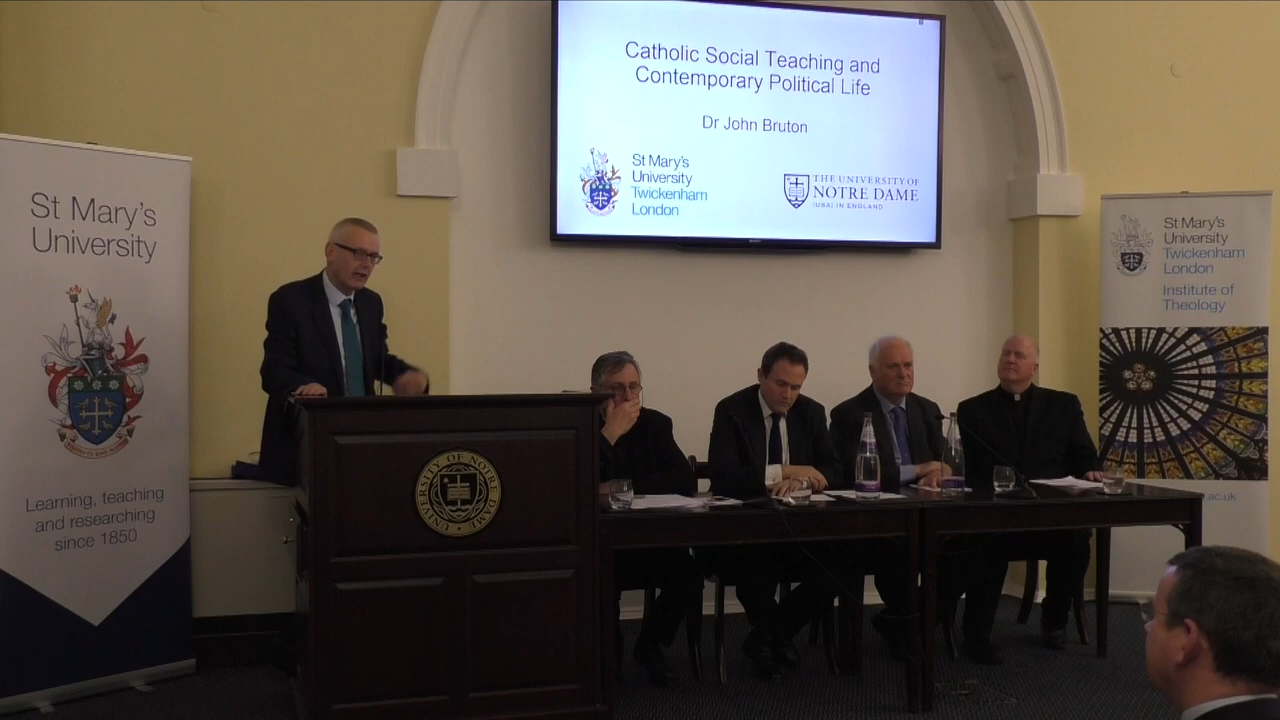 Catholic Social Teaching and
Contemporary Political Life
Dr John Bruton
St Mary's
University
Twickenham
London
THE UNIVERSITY OF
NOTRE DAME
IN ENGLAND
St Mary's
University
Learning, teaching
and researching
since 1850
UNIVERSITY OF NOTRE DAME
St Mary's
University
Twickenham
London
Institute of
Theology
.ac.uk